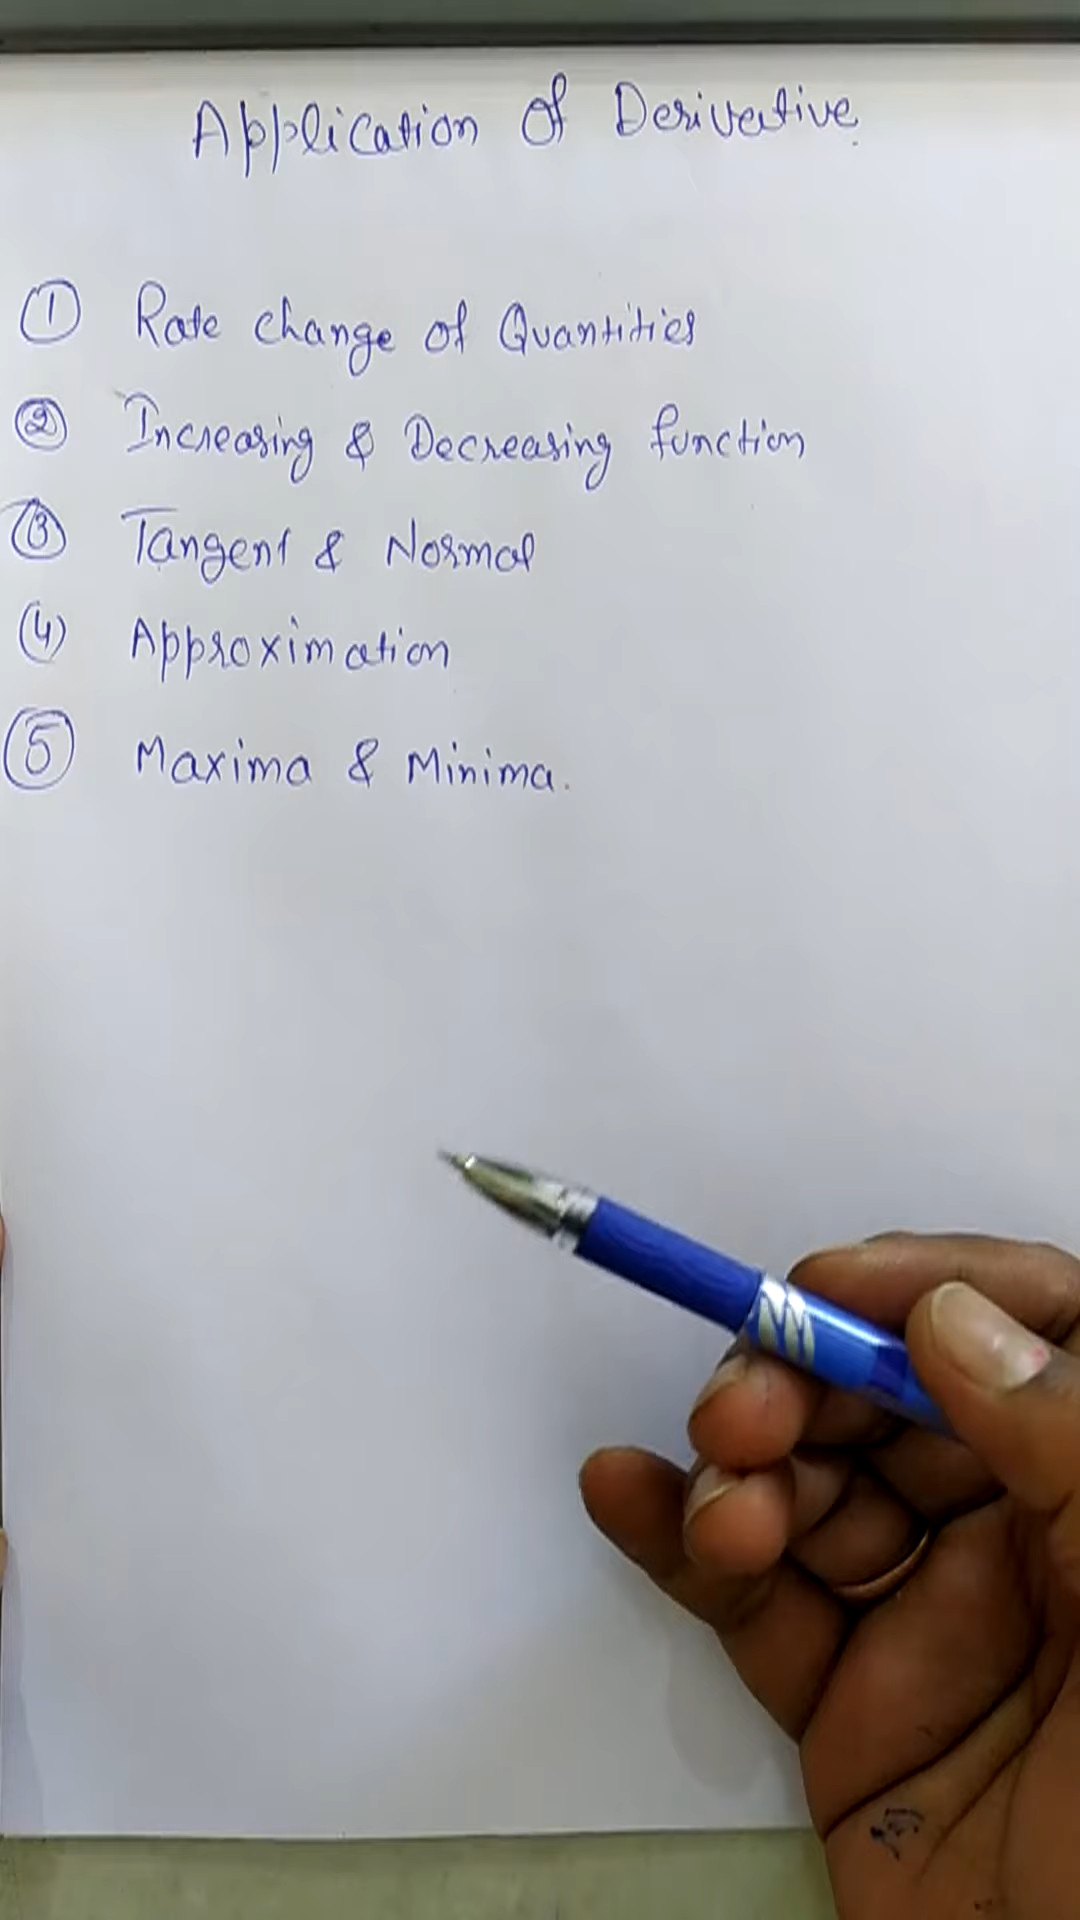 Application Of Derivative.
① Rate change of Quantities
② Increasing & Decreasing function
③ Tangent & Normal
④ Approximation
⑤ Maxima & Minima.